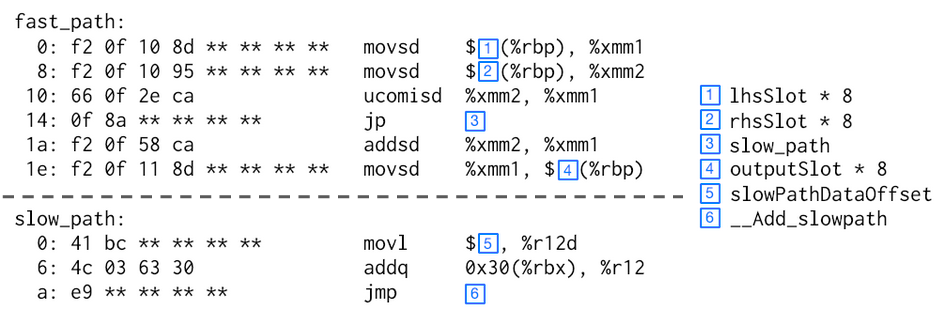 fast_path:
0: f2 0f 10 8d ** ** ** ** movsd $1(%rbp), %xmm1
8: f2 0f 10 95 ** ** ** ** movsd $2(%rbp), %xmm2
10: 66 0f 2e ca ucomisd %xmm2, %xmm1
14: 0f 8a ** ** ** ** jp 3
1a: f2 0f 58 ca addsd %xmm2, %xmm1
1e: f2 0f 11 8d ** ** ** ** movsd %xmm1, $4(%rbp)
slow_path:
0: 41 bc ** ** ** ** movl $5, %r12d
6: 4c 03 63 30 addq 0x30(%rbx), %r12
a: e9 ** ** ** ** jmp 6
1 lhsSlot * 8
2 rhsSlot * 8
3 slow_path
4 outputSlot * 8
5 slowPathDataOffset
6 __Add_slowpath